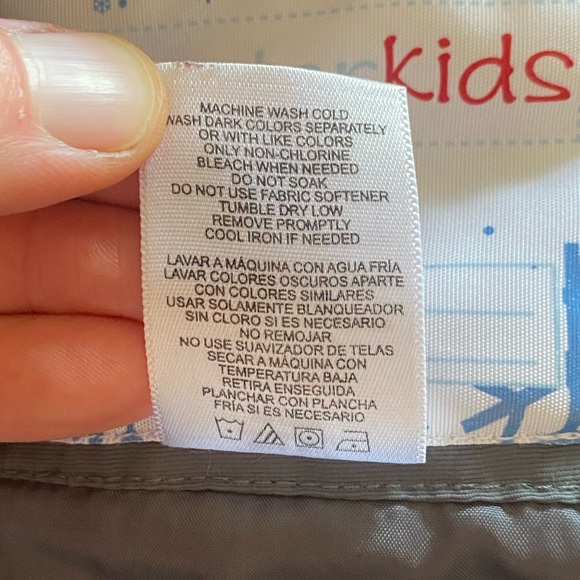 kids
MACHINE WASH COLD
WASH DARK COLORS SEPARATELY
OR WITH LIKE COLORS
ONLY NON-CHLORINE
BLEACH WHEN NEEDED
DO NOT SOAK
DO NOT USE FABRIC SOFTENER
TUMBLE DRY LOW
REMOVE PROMPTLY
COOL IRON IF NEEDED
LAVAR A MÁQUINA CON AGUA FRÍA
LAVAR COLORES OSCUROS APARTE
CON COLORES SIMILARES
USAR SOLAMENTE BLANQUEADOR
SIN CLORO SI ES NECESARIO
NO REMOJAR
NO USE SUAVIZADOR DE TELAS
SECAR A MÁQUINA CON
TEMPERATURA BAJA
RETIRA ENSEGUIDA
PLANCHAR CON PLANCHA
FRÍA SI ES NECESARIO